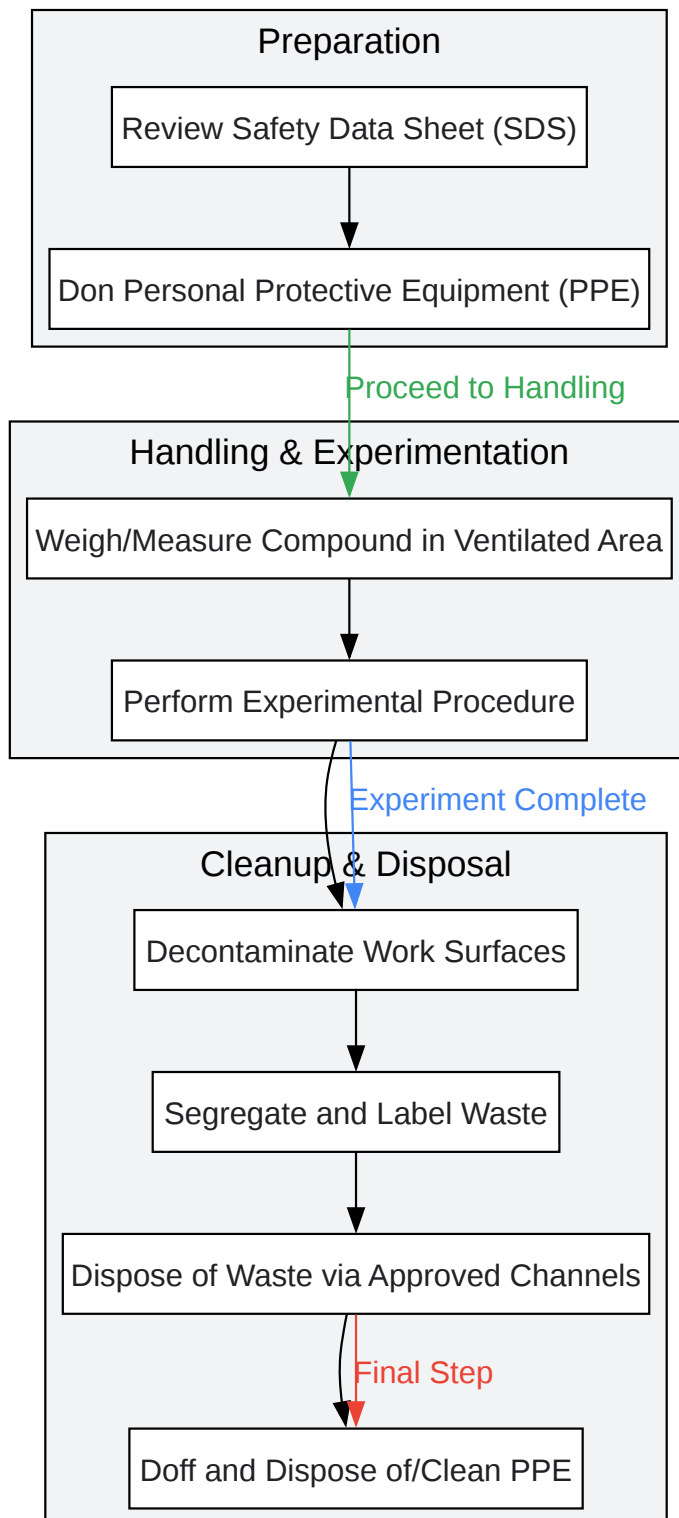 Preparation
Review Safety Data Sheet (SDS)
Don Personal Protective Equipment (PPE)
Proceed to Handling
Handling & Experimentation
Weigh/Measure Compound in Ventilated Area
Perform Experimental Procedure
Experiment Complete
Cleanup & Disposal
Decontaminate Work Surfaces
Segregate and Label Waste
Dispose of Waste via Approved Channels
Final Step
Doff and Dispose of/Clean PPE